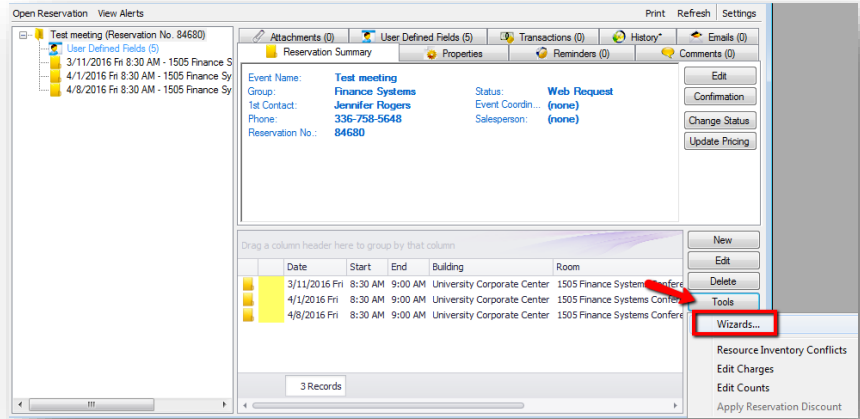 Open Reservation View Alerts Print Refresh Settings
Test meeting (Reservation No. 84680)
User Defined Fields (5)
3/11/2016 Fri 8:30 AM - 1505 Finance S
4/1/2016 Fri 8:30 AM - 1505 Finance Sy
4/8/2016 Fri 8:30 AM - 1505 Finance Sy
Attachments (0) User Defined Fields (5) Transactions (0) History* Emails (0)
Reservation Summary Properties Reminders (0) Comments (0)
Event Name: Test meeting
Group: Finance Systems Status: Web Request
1st Contact: Jennifer Rogers Event Coordin... (none)
Phone: 336-758-5648 Salesperson: (none)
Reservation No.: 84680
Edit
Confirmation
Change Status
Update Pricing
Drag a column header here to group by that column
Date Start End Building Room
3/11/2016 Fri 8:30 AM 9:00 AM University Corporate Center 1505 Finance Systems Confere
4/1/2016 Fri 8:30 AM 9:00 AM University Corporate Center 1505 Finance Systems Confere
4/8/2016 Fri 8:30 AM 9:00 AM University Corporate Center 1505 Finance Systems Confere
3 Records
New
Edit
Delete
Tools
Wizards...
Resource Inventory Conflicts
Edit Charges
Edit Counts
Apply Reservation Discount